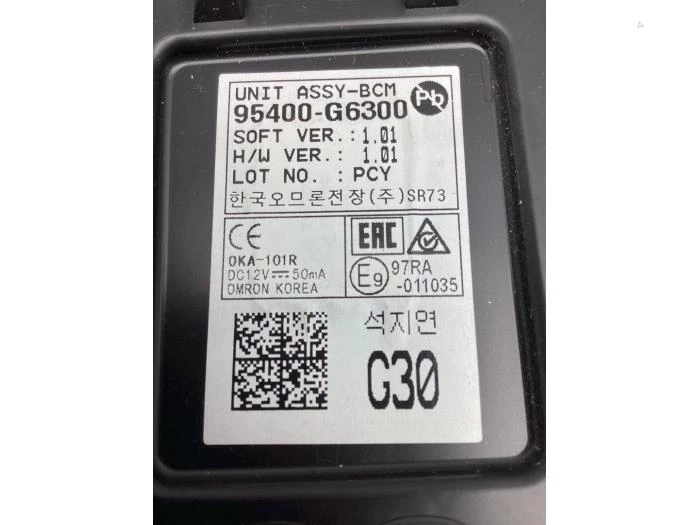 UNIT ASSY-BCM
Pb
95400-G6300
SOFT VER.: 1.01
H/W VER.: 1.01
LOT NO. : PCY
한국오므론전장(주)SR73
CE
EAC
OKA-101R
DC12V⎓50mA
OMRON KOREA
E9
97RA
-011035
석지연
G30